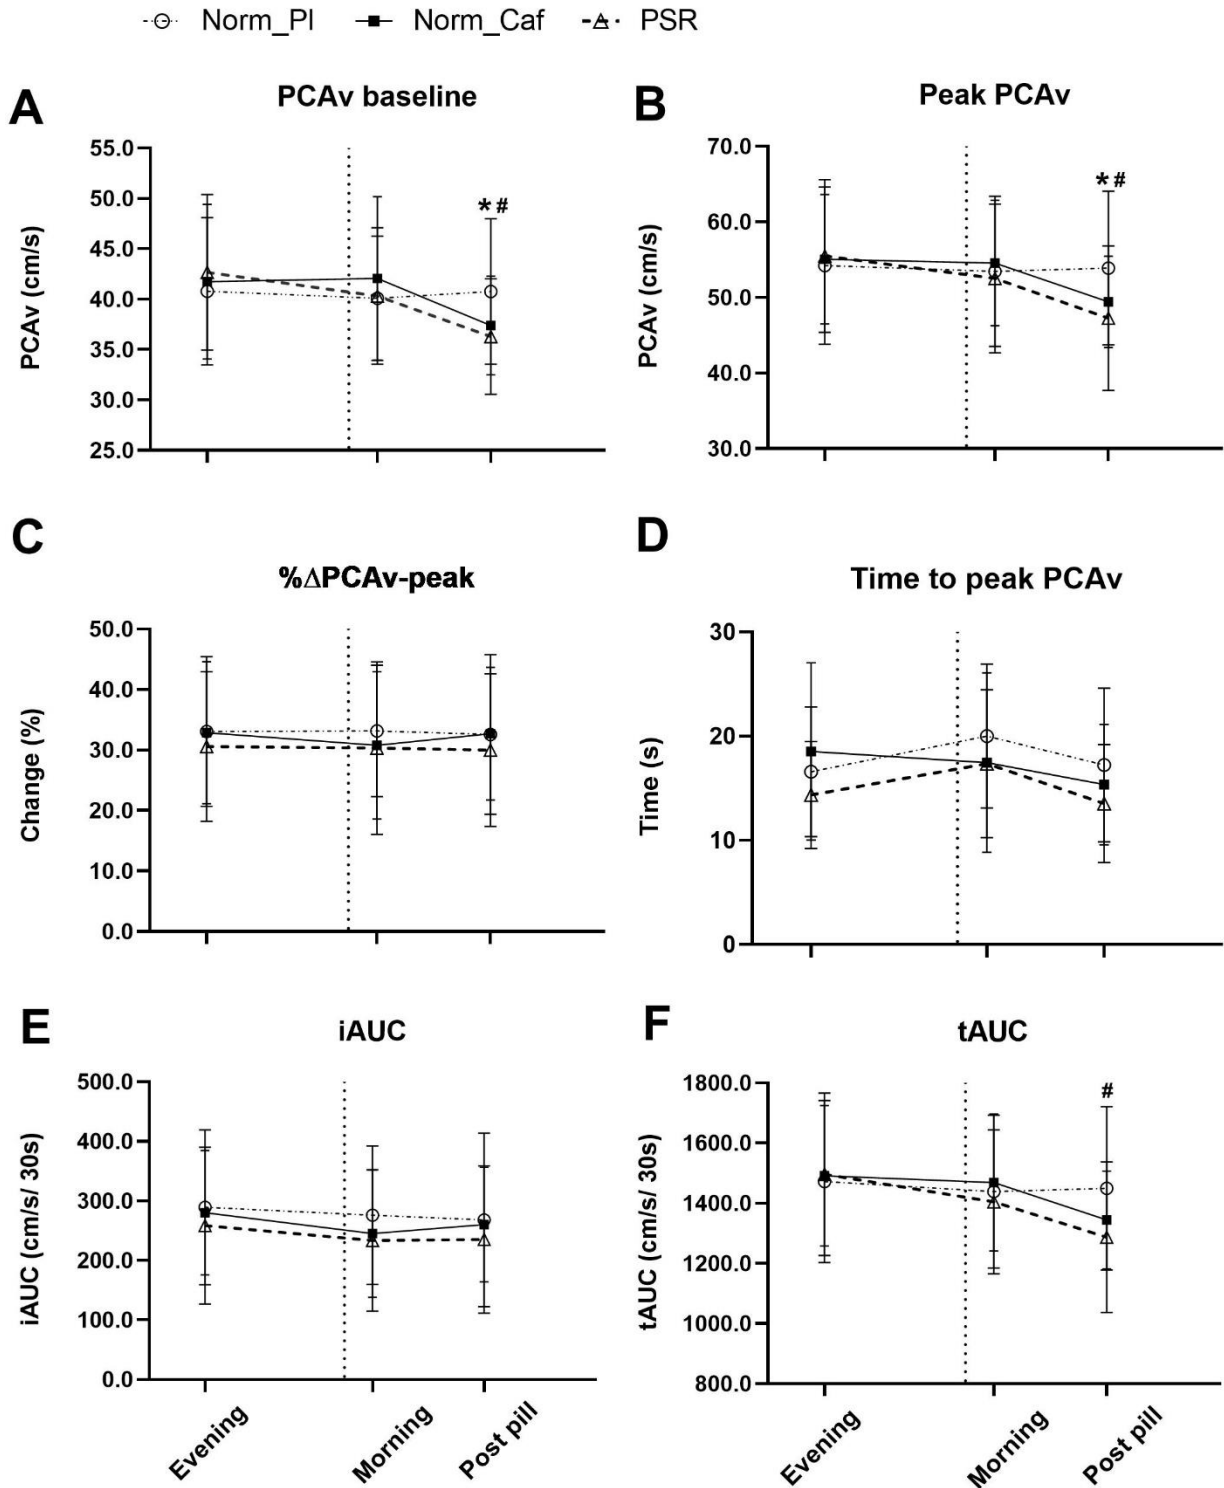 Norm_Pl Norm_Caf PSR
A
PCAv baseline
PCAv (cm/s)
55.0
50.0
45.0
40.0
35.0
30.0
25.0
*#
B
Peak PCAv
PCAv (cm/s)
70.0
60.0
50.0
40.0
30.0
*#
C
%ΔPCAv-peak
Change (%)
50.0
40.0
30.0
20.0
10.0
0.0
D
Time to peak PCAv
Time (s)
30
20
10
0
E
iAUC
iAUC (cm/s/ 30s)
500.0
400.0
300.0
200.0
100.0
0.0
Evening
Morning
Post pill
F
tAUC
tAUC (cm/s/ 30s)
1800.0
1600.0
1400.0
1200.0
1000.0
800.0
#
Evening
Morning
Post pill